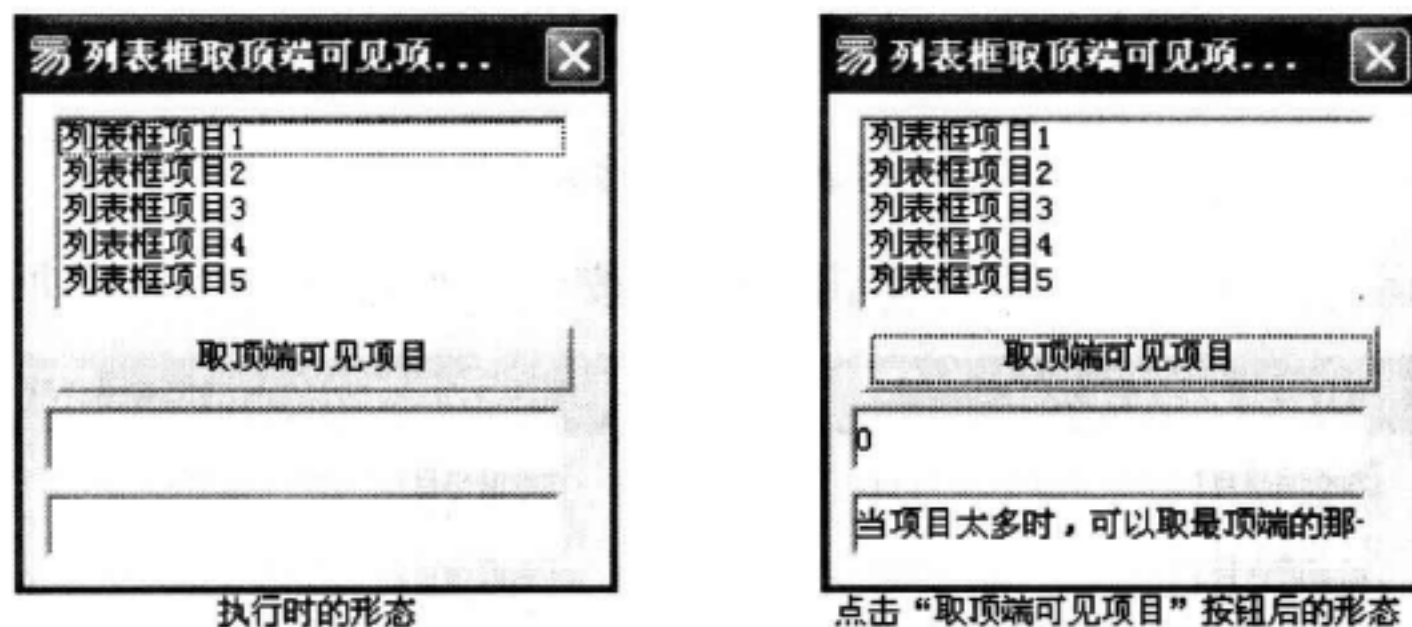 易 列表框取顶端可见项...
列表框项目1
列表框项目2
列表框项目3
列表框项目4
列表框项目5
取顶端可见项目
执行时的形态
易 列表框取顶端可见项...
列表框项目1
列表框项目2
列表框项目3
列表框项目4
列表框项目5
取顶端可见项目
0
当项目太多时，可以取最顶端的那
点击“取顶端可见项目”按钮后的形态